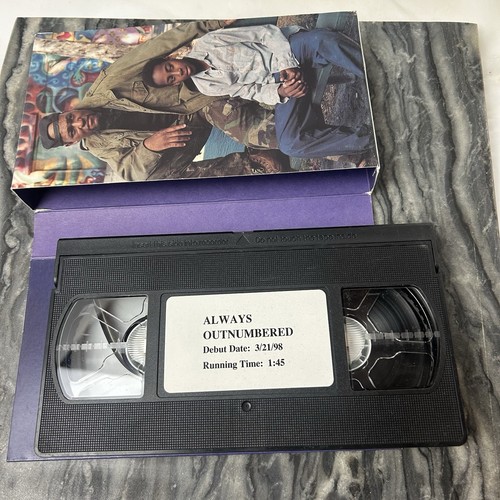 ALWAYS
OUTNUMBERED
Debut Date: 3/21/98
Running Time: 1:45